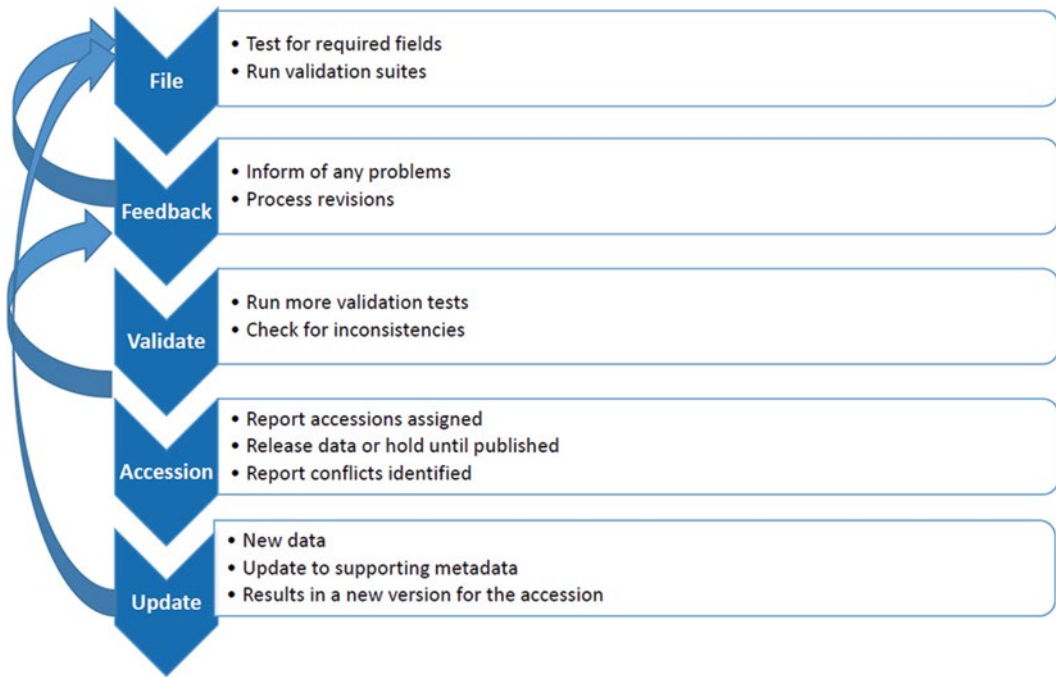 File
• Test for required fields
• Run validation suites
Feedback
• Inform of any problems
• Process revisions
Validate
• Run more validation tests
• Check for inconsistencies
Accession
• Report accessions assigned
• Release data or hold until published
• Report conflicts identified
Update
• New data
• Update to supporting metadata
• Results in a new version for the accession